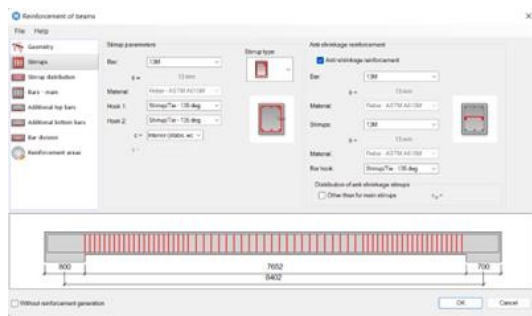 Reinforcement of beams
File Help
Geometry
Stirrups
Stirrup distribution
Bars - main
Additional top bars
Additional bottom bars
Bar division
Reinforcement areas
Stirrup parameters
Bar: 13M
φ = 13 mm
Material: Rebar - ASTM A615M
Hook 1: Stirrup/Tie - 135 deg
Hook 2: Stirrup/Tie - 135 deg
c = Interior (slabs, wc
c =
Stirrup type:
Anti-shrinkage reinforcement
Anti-shrinkage reinforcement
Bar: 13M
φ = 13 mm
Material: Rebar - ASTM A615M
Stirrups: 13M
φ = 13 mm
Material: Rebar - ASTM A615M
Bar hook: Stirrup/Tie - 135 deg
Distribution of anti-shrinkage stirrups
Other than for main stirrups
800 7652 700
8402
Without reinforcement generation
OK Cancel